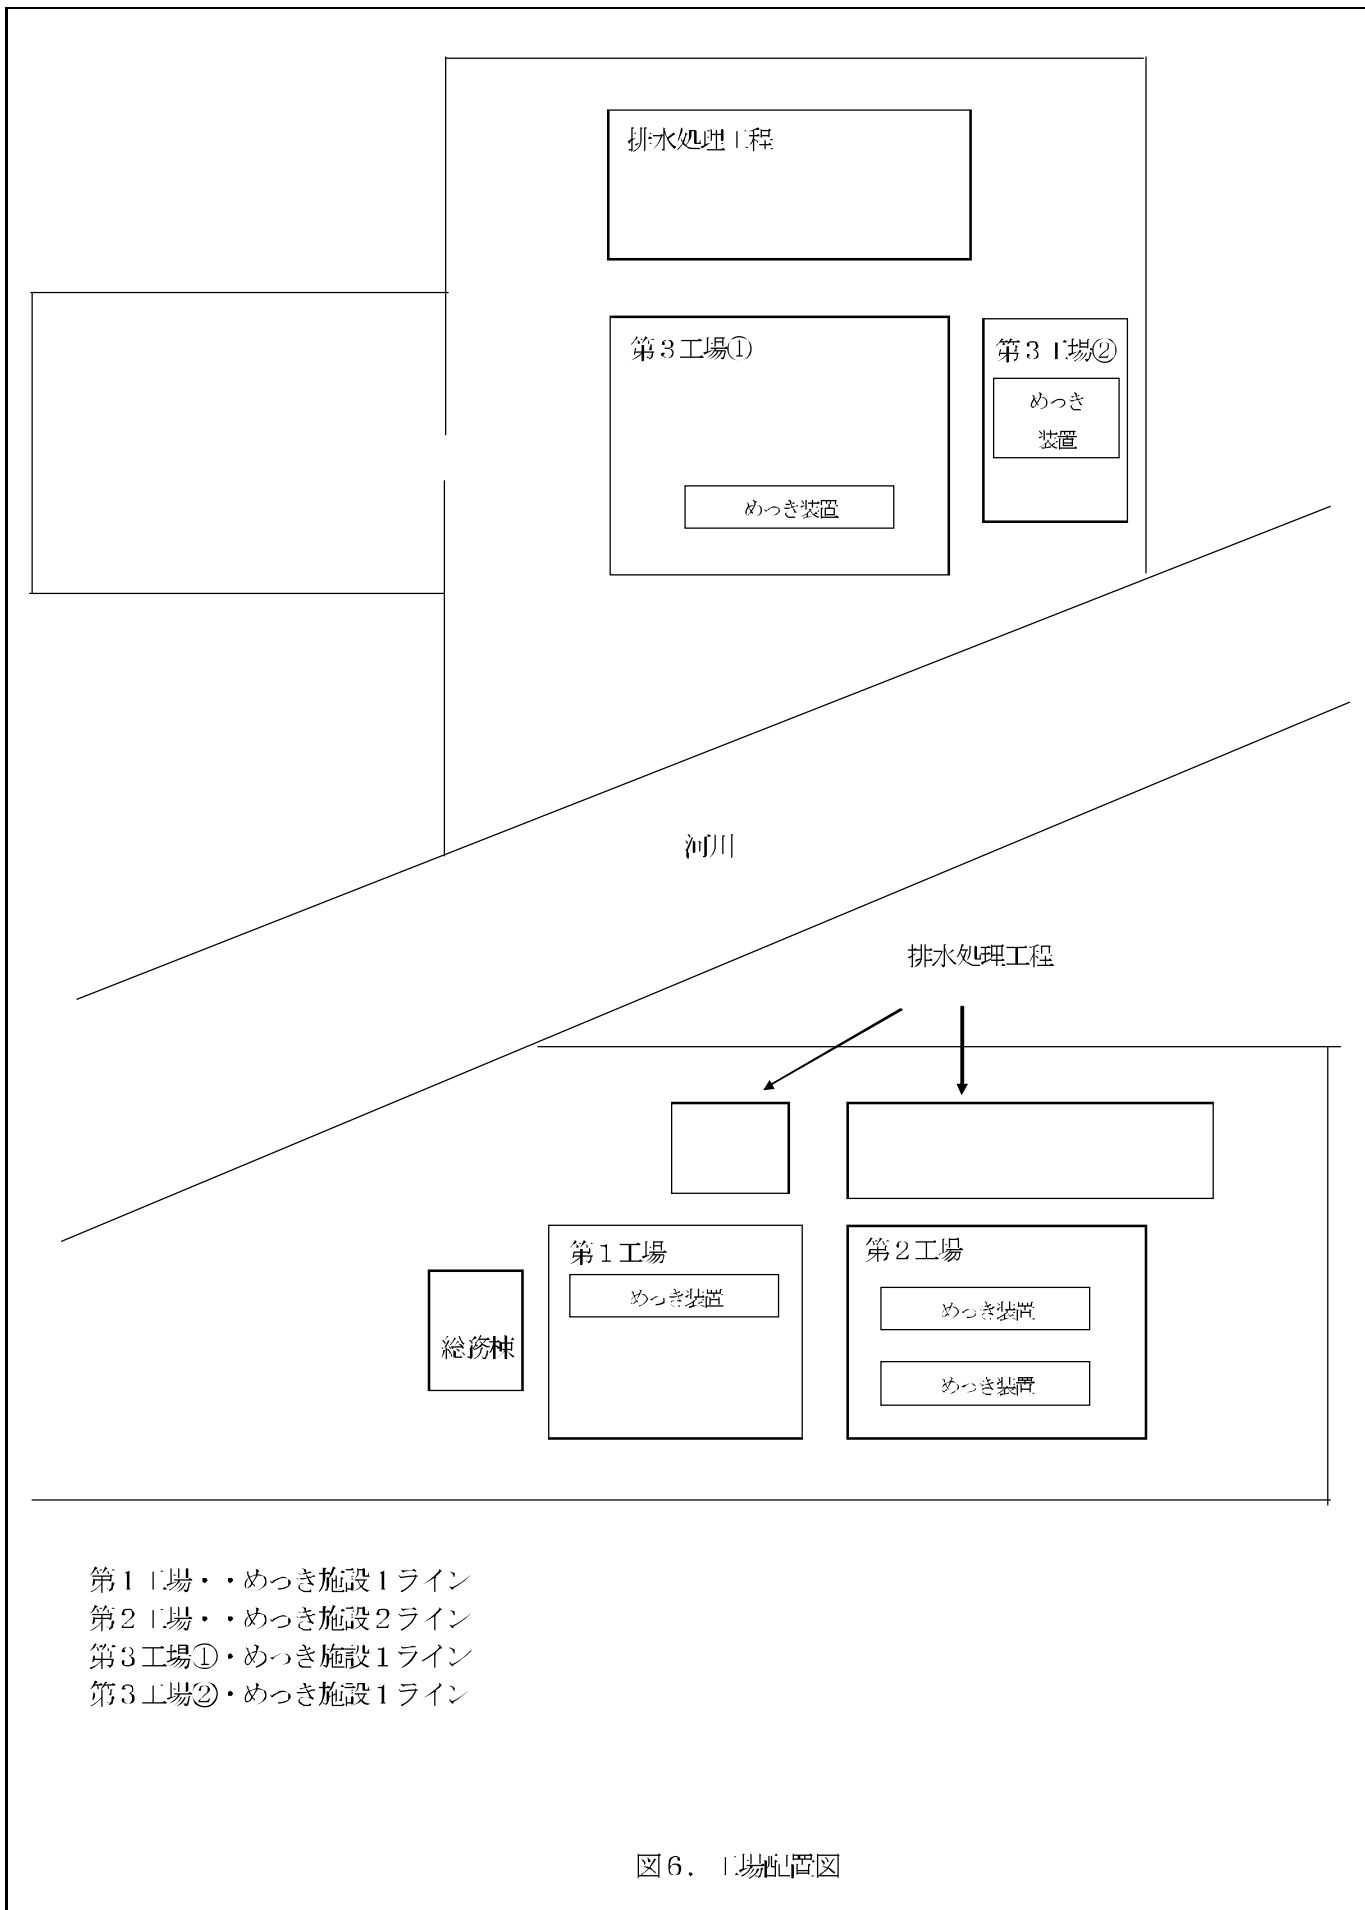 排水処理工程
第3工場①
第3工場②
めっき
装置
めっき装置
河川
排水処理工程
第1工場
めっき装置
第2工場
めっき装置
めっき装置
総務棟
第1工場・・めっき施設1ライン
第2工場・・めっき施設2ライン
第3工場①・めっき施設1ライン
第3工場②・めっき施設1ライン
図6．工場配置図